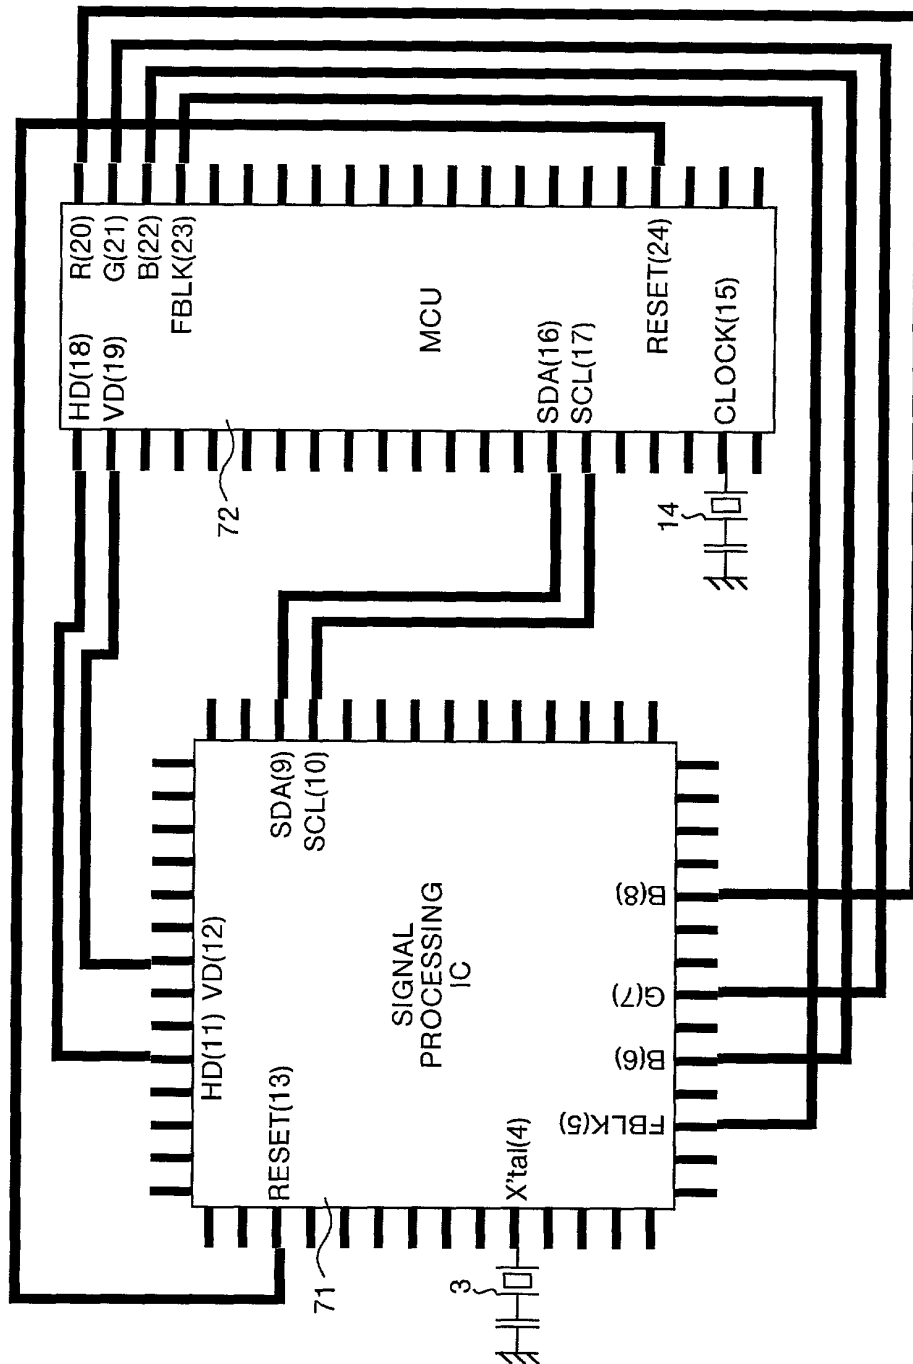 R(20)
G(21)
B(22)
FBLK(23)
HD(18)
VD(19)
MCU
SDA(16)
SCL(17)
RESET(24)
CLOCK(15)
72
14
SDA(9)
SCL(10)
HD(11) VD(12)
SIGNAL
PROCESSING
IC
RESET(13)
X'tal(4)
B(8)
G(7)
B(6)
FBLK(5)
71
3